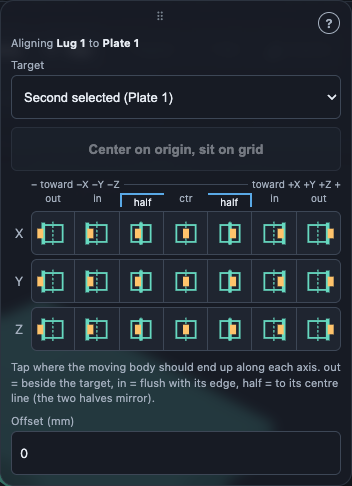 ?
Aligning Lug 1 to Plate 1
Target
Second selected (Plate 1)
Center on origin, sit on grid
− toward −X −Y −Z toward +X +Y +Z +
out in half ctr half in out
X
Y
Z
Tap where the moving body should end up along each axis. out
= beside the target, in = flush with its edge, half = to its centre
line (the two halves mirror).
Offset (mm)
0